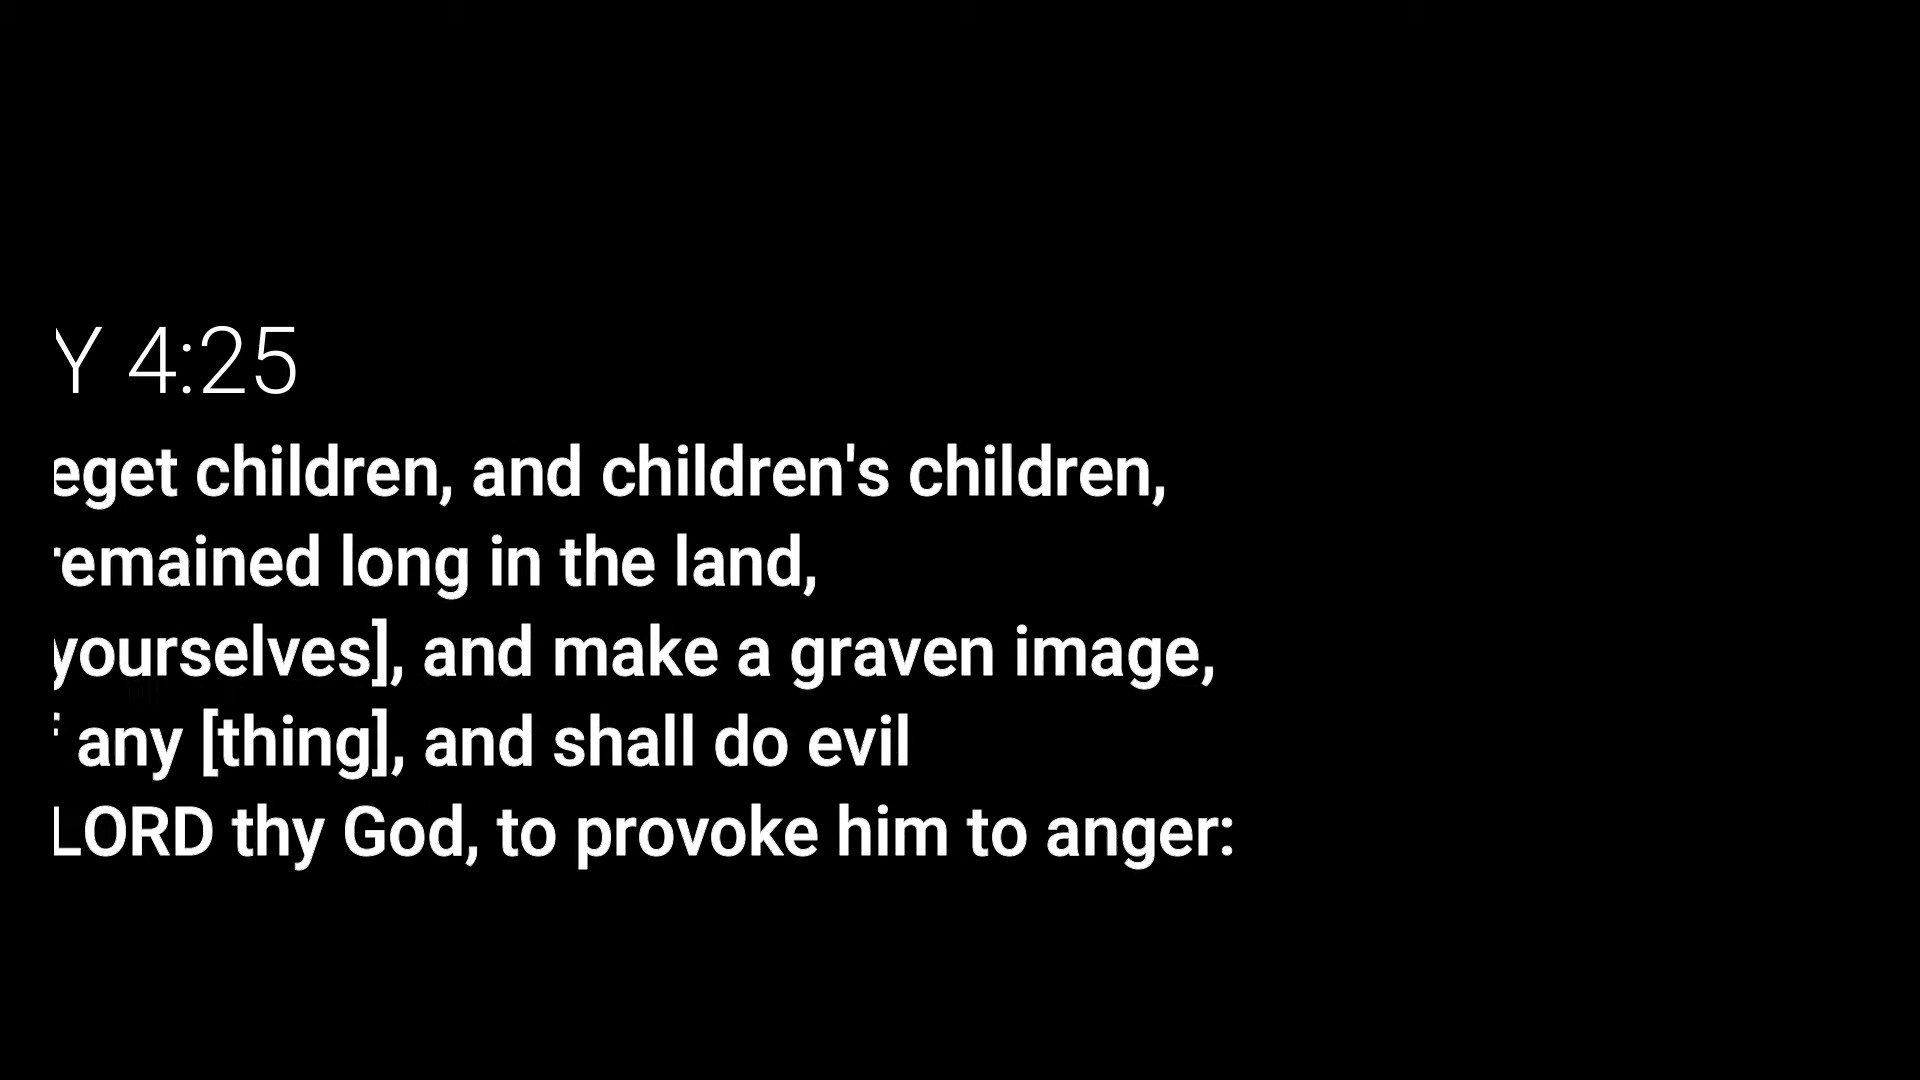 Y 4:25
eget children, and children's children,
remained long in the land,
yourselves], and make a graven image,
any [thing], and shall do evil
LORD thy God, to provoke him to anger: